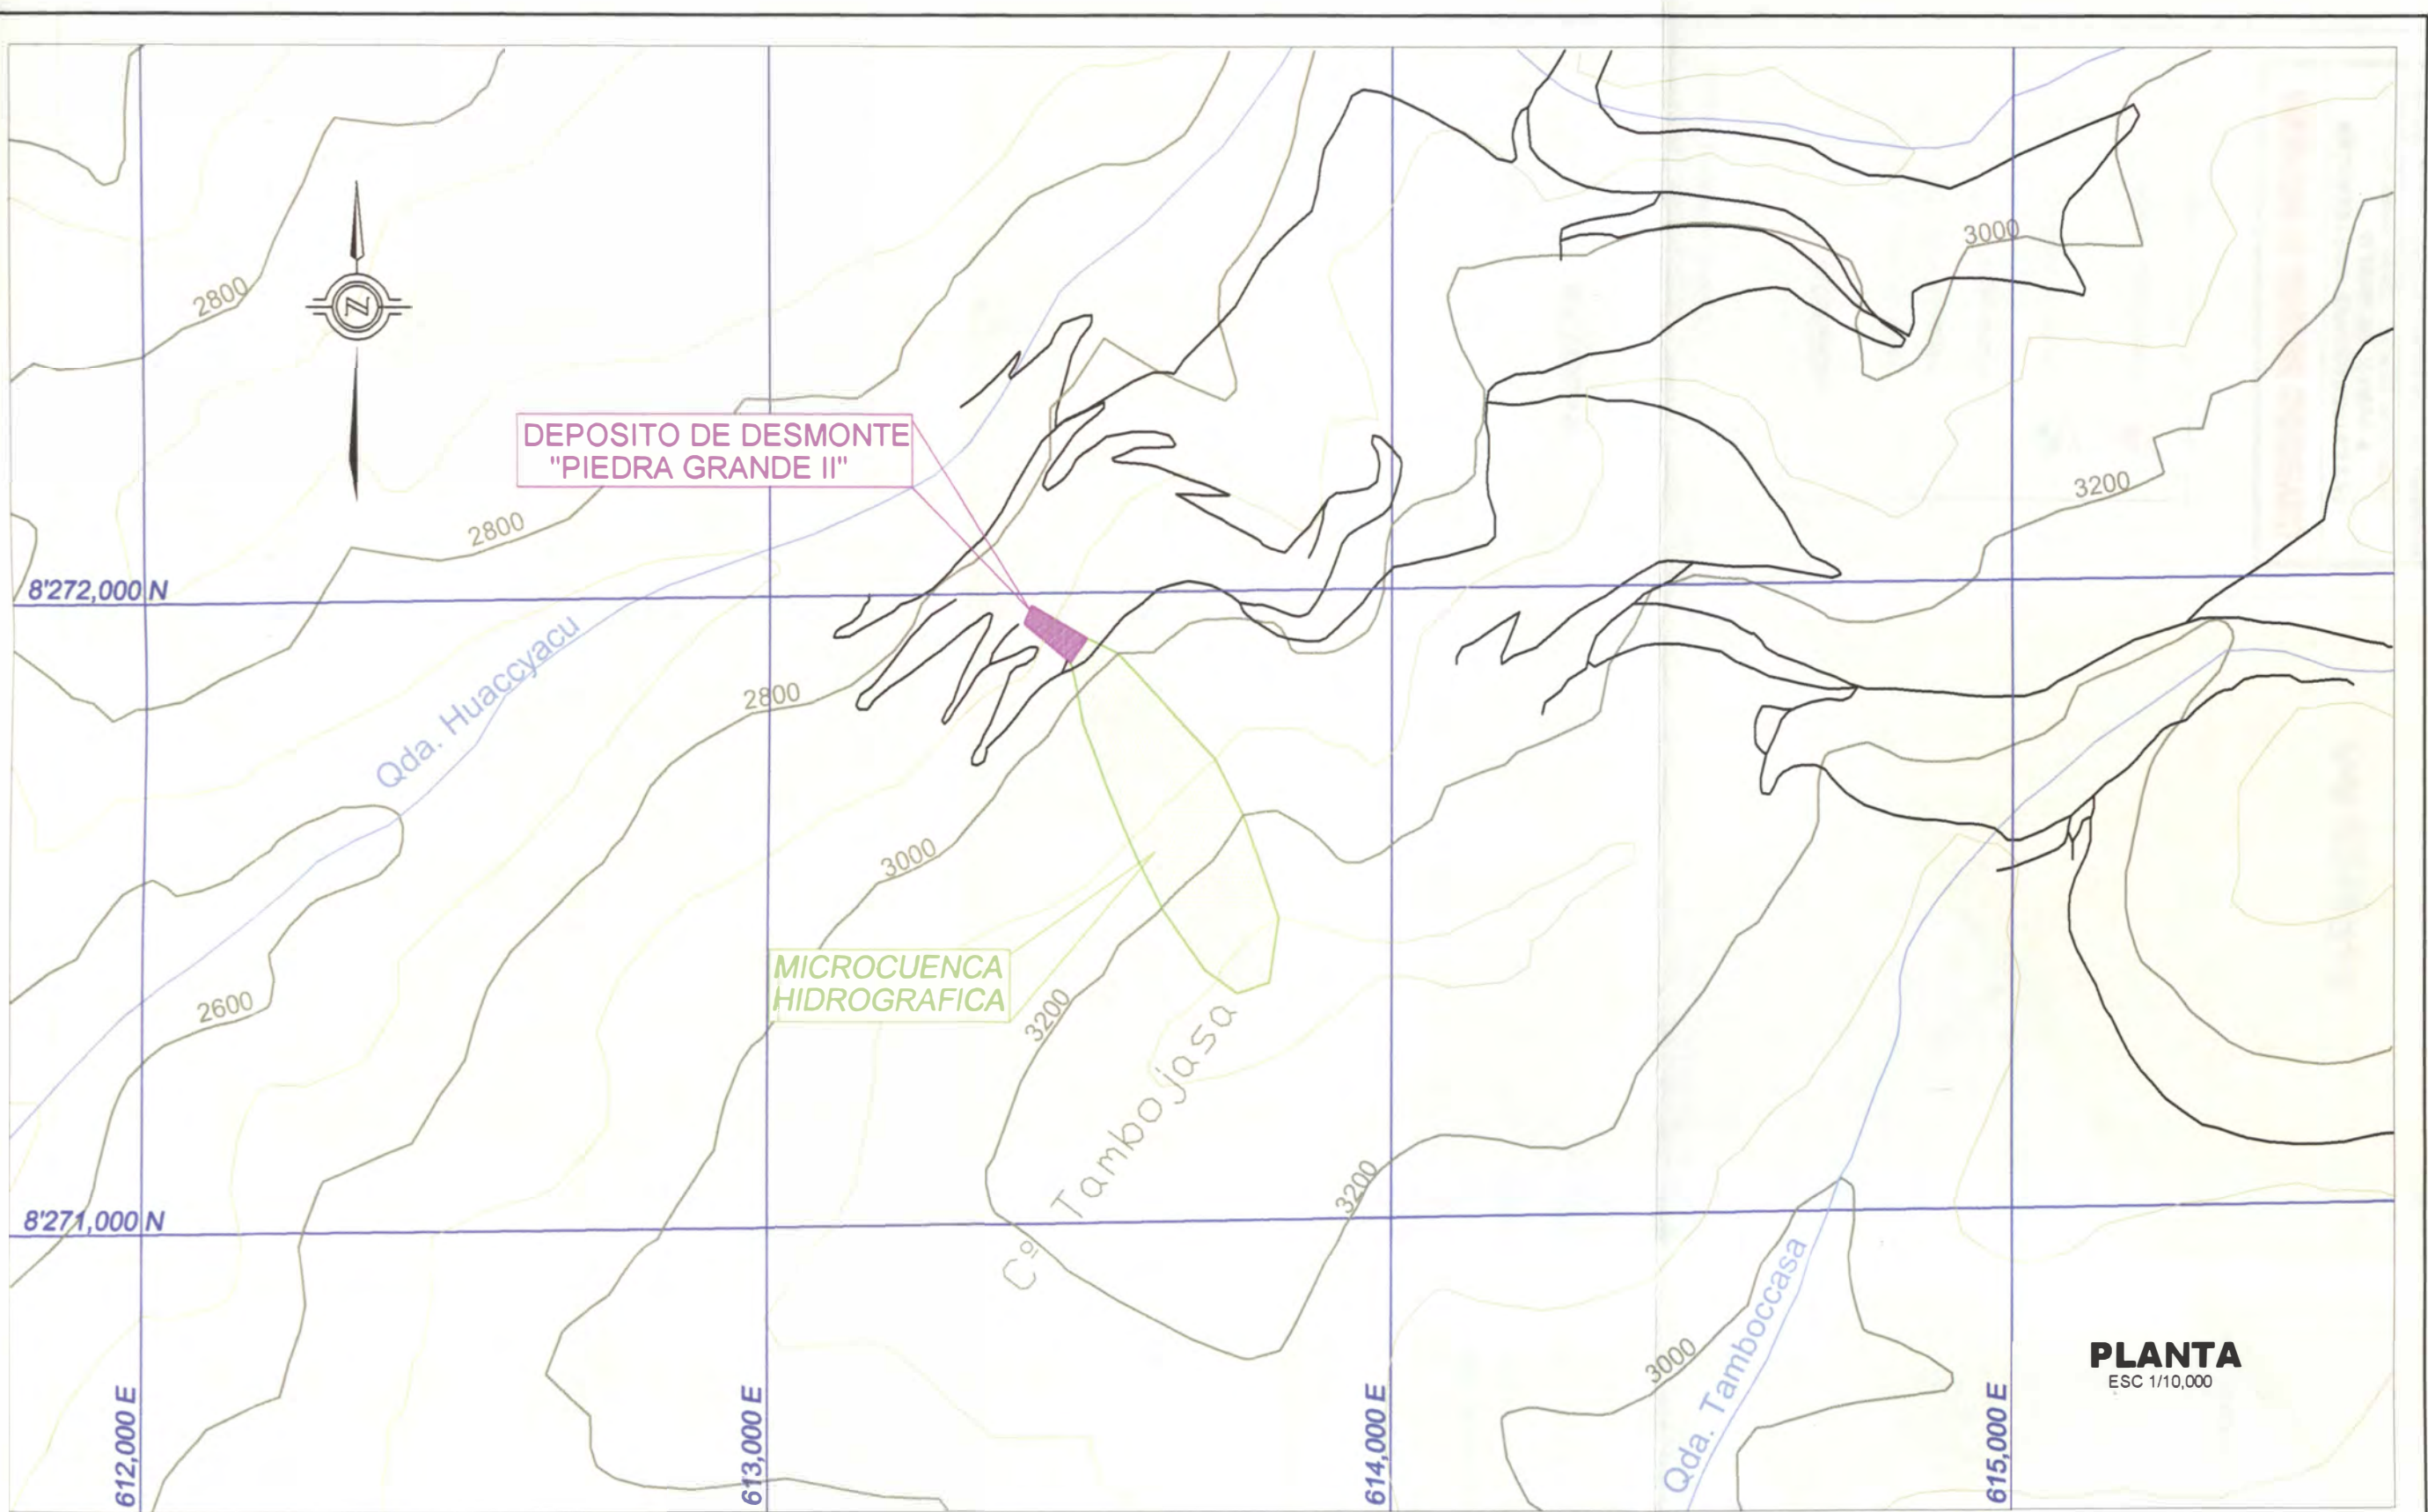 3000
2800
N
DEPOSITO DE DESMONTE
"PIEDRA GRANDE II"
3200
2800
8'272,000 N
Qda. Huaccyacu
2800
3000
MICROCUENCA
HIDROGRAFICA
2600
3200
Cº Tambojasa
3200
8'271,000 N
Qda. Tamboccasa
3000
PLANTA
ESC 1/10,000
612,000 E
613,000 E
614,000 E
615,000 E